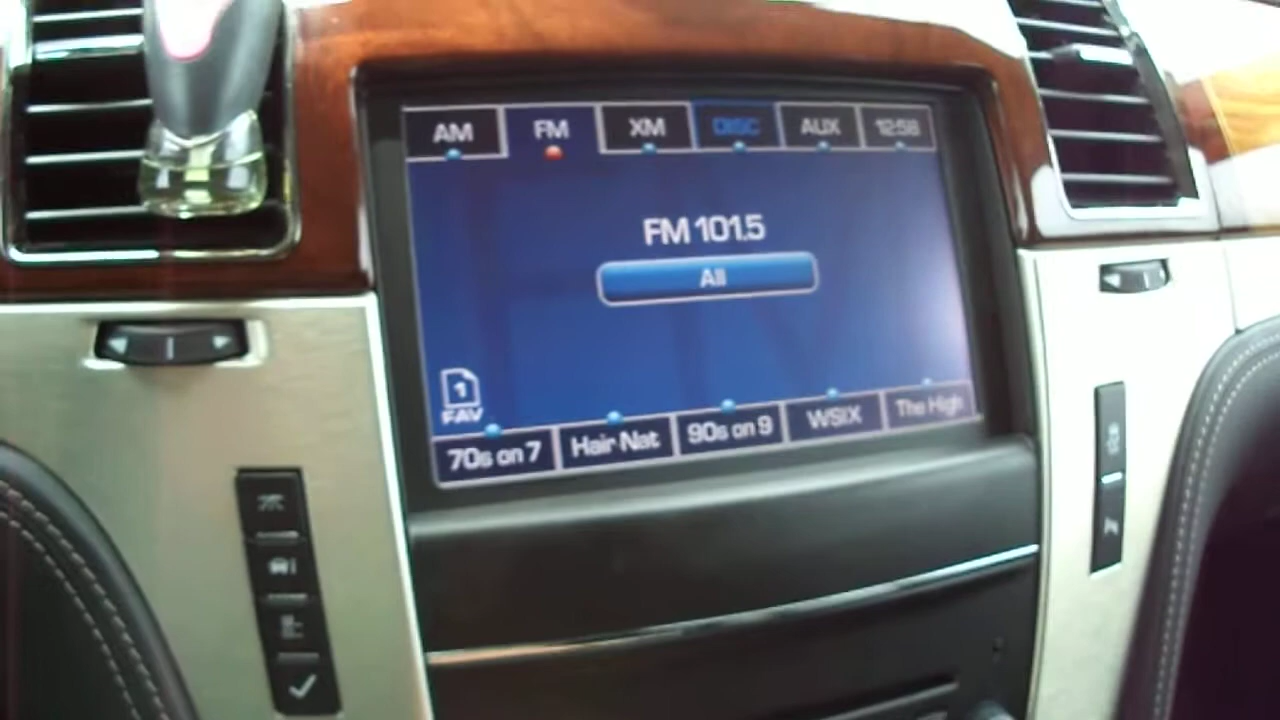 AM FM XM DISC AUX 12:58
FM 101.5
All
1
FAV
70s on 7 Hair Nat 90s on 9 WSIX The High